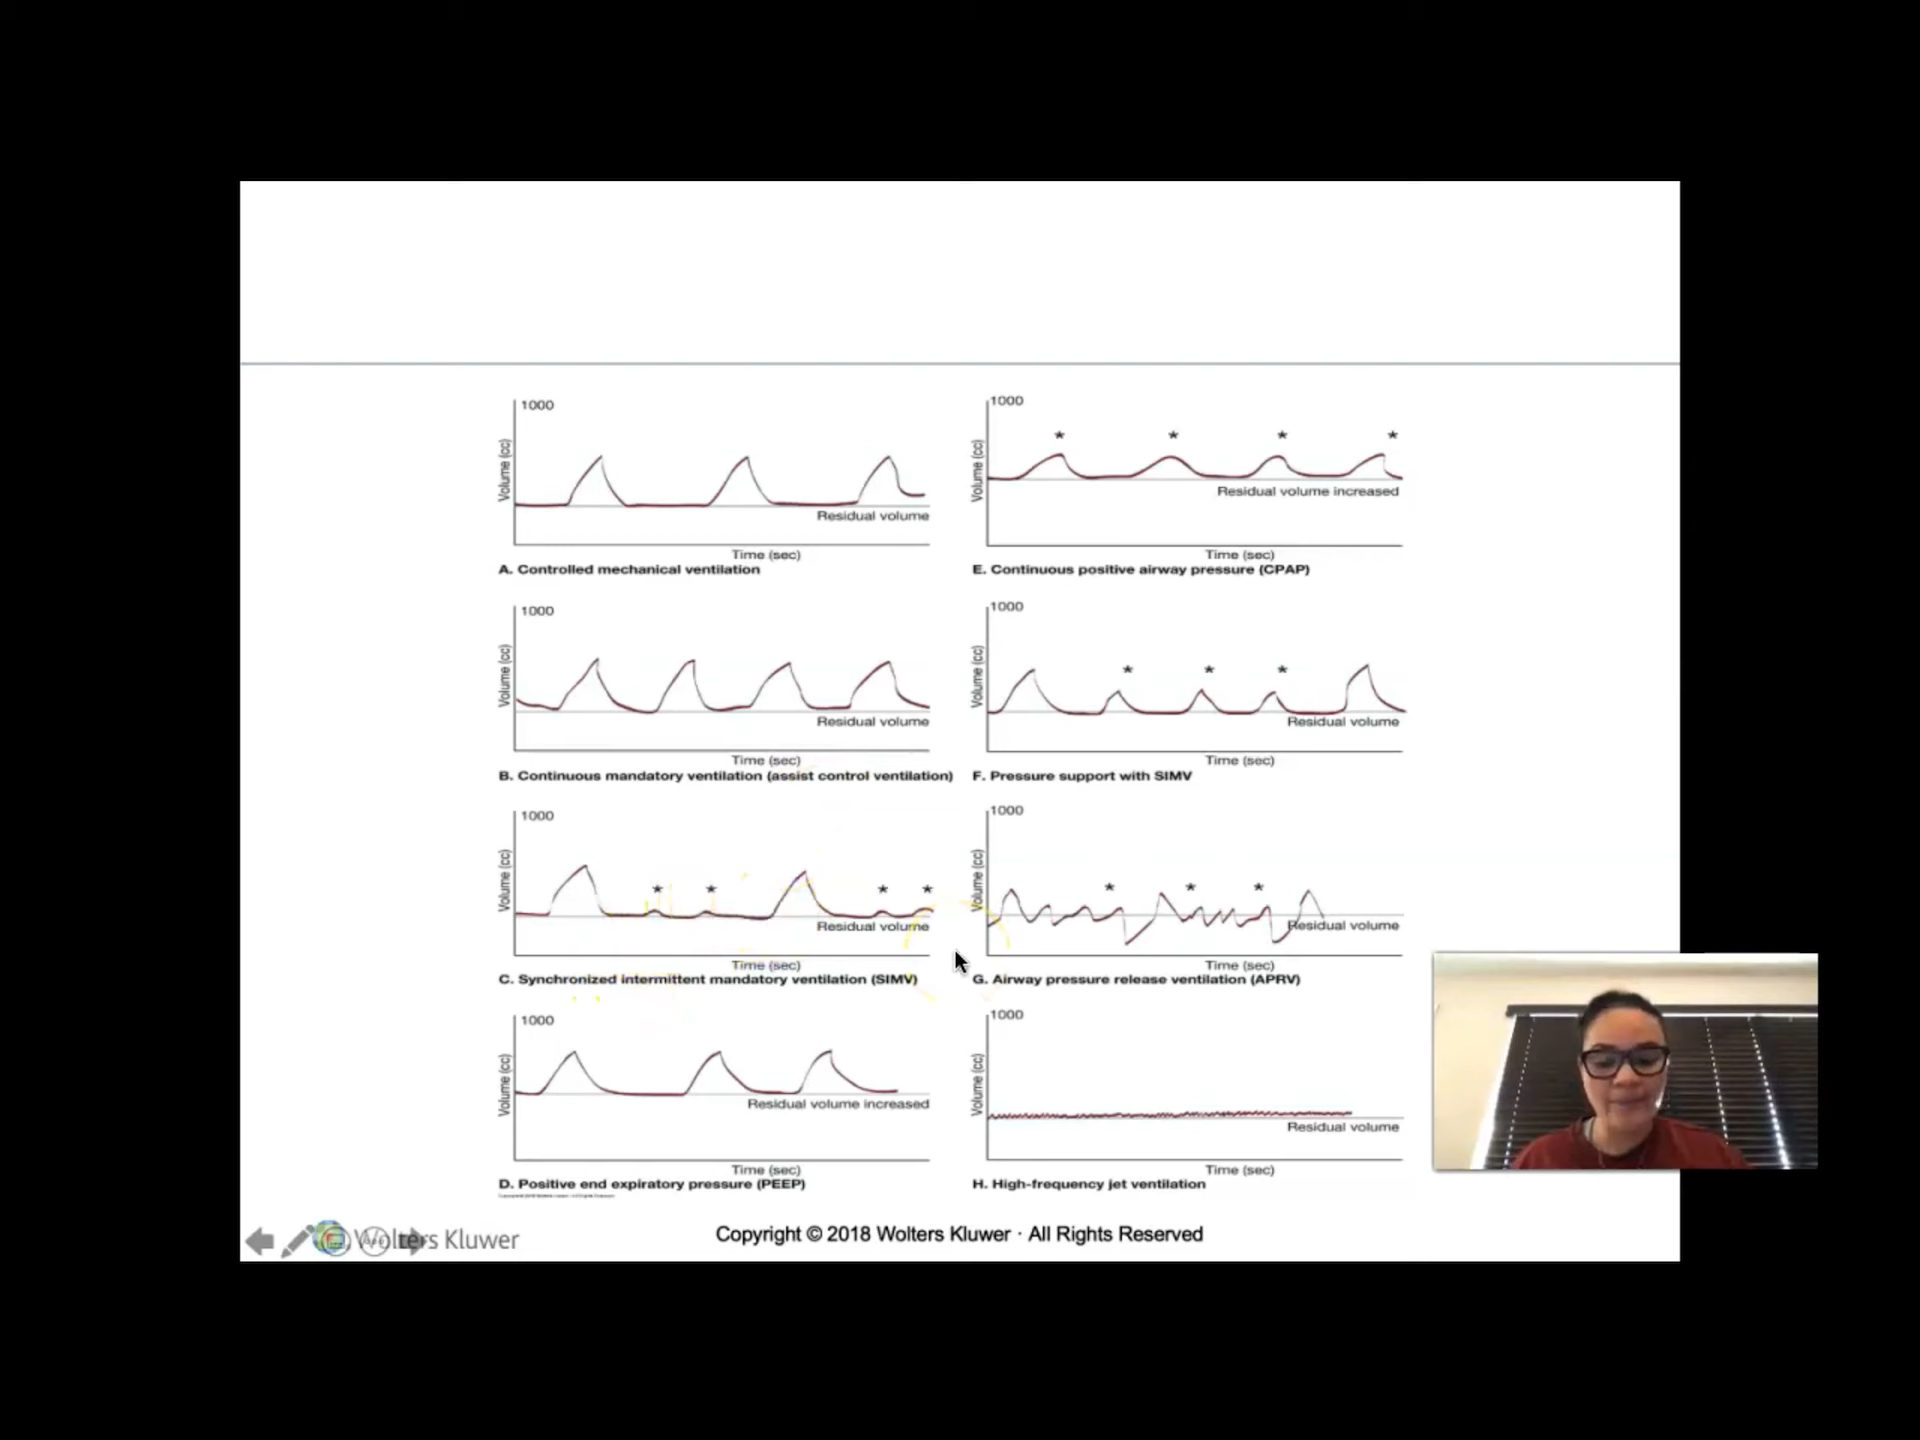 1000
Volume (cc)
Residual volume
Time (sec)
A. Controlled mechanical ventilation
1000
Volume (cc)
Residual volume
Time (sec)
B. Continuous mandatory ventilation (assist control ventilation)
1000
Volume (cc)
* * * *
Residual volume
Time (sec)
C. Synchronized intermittent mandatory ventilation (SIMV)
1000
Volume (cc)
Residual volume increased
Time (sec)
D. Positive end expiratory pressure (PEEP)
1000
Volume (cc)
* * * *
Residual volume increased
Time (sec)
E. Continuous positive airway pressure (CPAP)
1000
Volume (cc)
* * *
Residual volume
Time (sec)
F. Pressure support with SIMV
1000
Volume (cc)
* * *
Residual volume
Time (sec)
G. Airway pressure release ventilation (APRV)
1000
Volume (cc)
Residual volume
Time (sec)
H. High-frequency jet ventilation
Wolters Kluwer
Copyright © 2018 Wolters Kluwer · All Rights Reserved